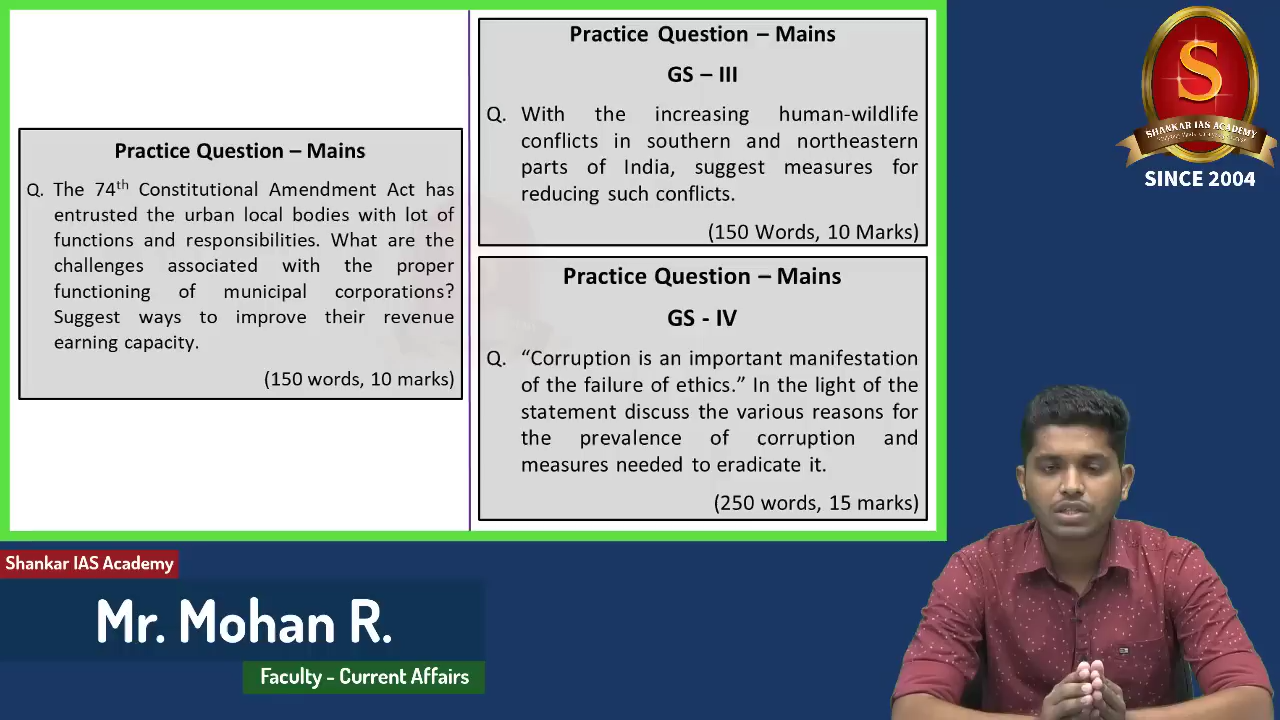 Practice Question – Mains
Q. The 74th Constitutional Amendment Act has
entrusted the urban local bodies with lot of
functions and responsibilities. What are the
challenges associated with the proper
functioning of municipal corporations?
Suggest ways to improve their revenue
earning capacity.
(150 words, 10 marks)
Practice Question – Mains
GS – III
Q. With the increasing human-wildlife
conflicts in southern and northeastern
parts of India, suggest measures for
reducing such conflicts.
(150 Words, 10 Marks)
Practice Question – Mains
GS - IV
Q. “Corruption is an important manifestation
of the failure of ethics.” In the light of the
statement discuss the various reasons for
the prevalence of corruption and
measures needed to eradicate it.
(250 words, 15 marks)
S
SHANKAR IAS ACADEMY
SINCE 2004
Shankar IAS Academy
Mr. Mohan R.
Faculty - Current Affairs